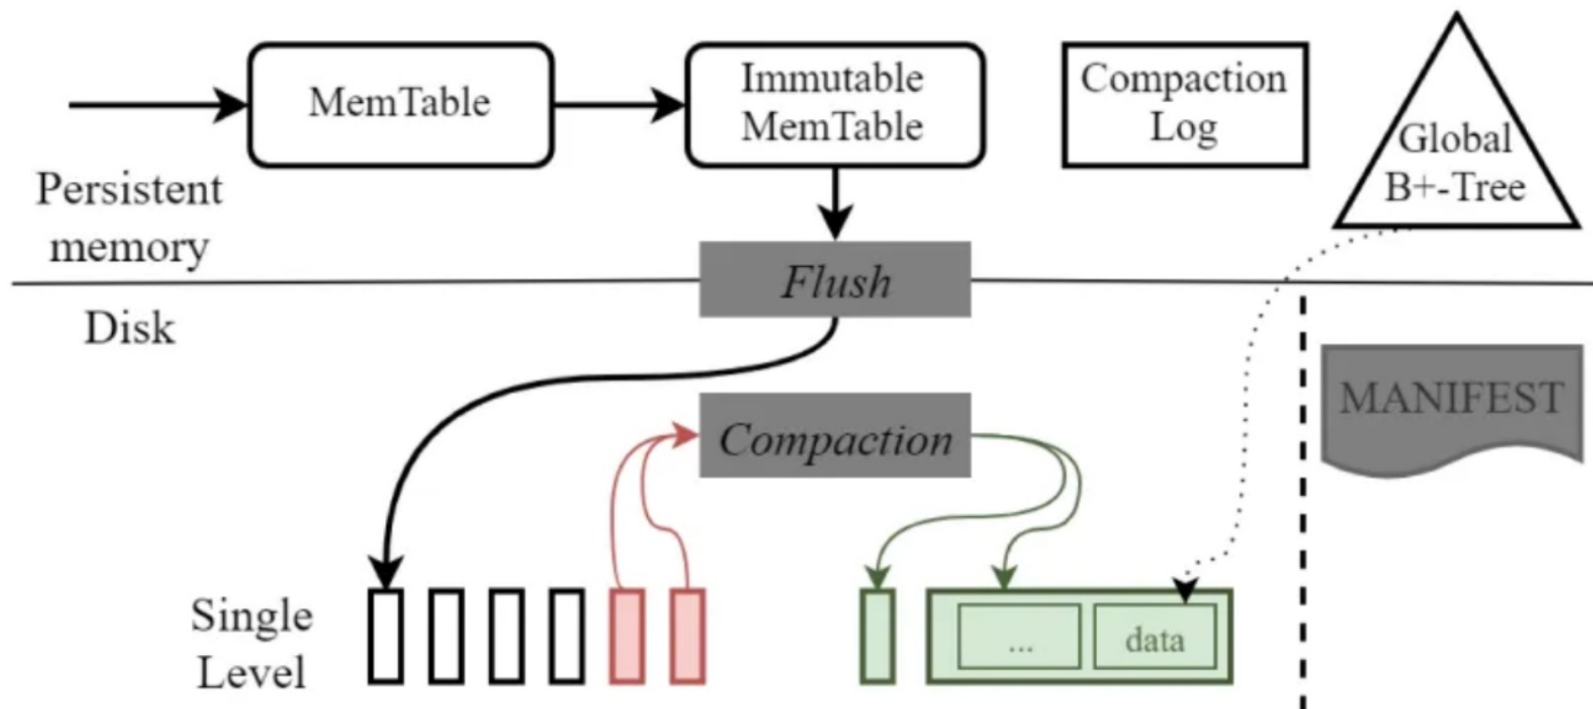 MemTable
Immutable
MemTable
Compaction
Log
Global
B+-Tree
Persistent
memory
Flush
Disk
MANIFEST
Compaction
Single
Level
...
data